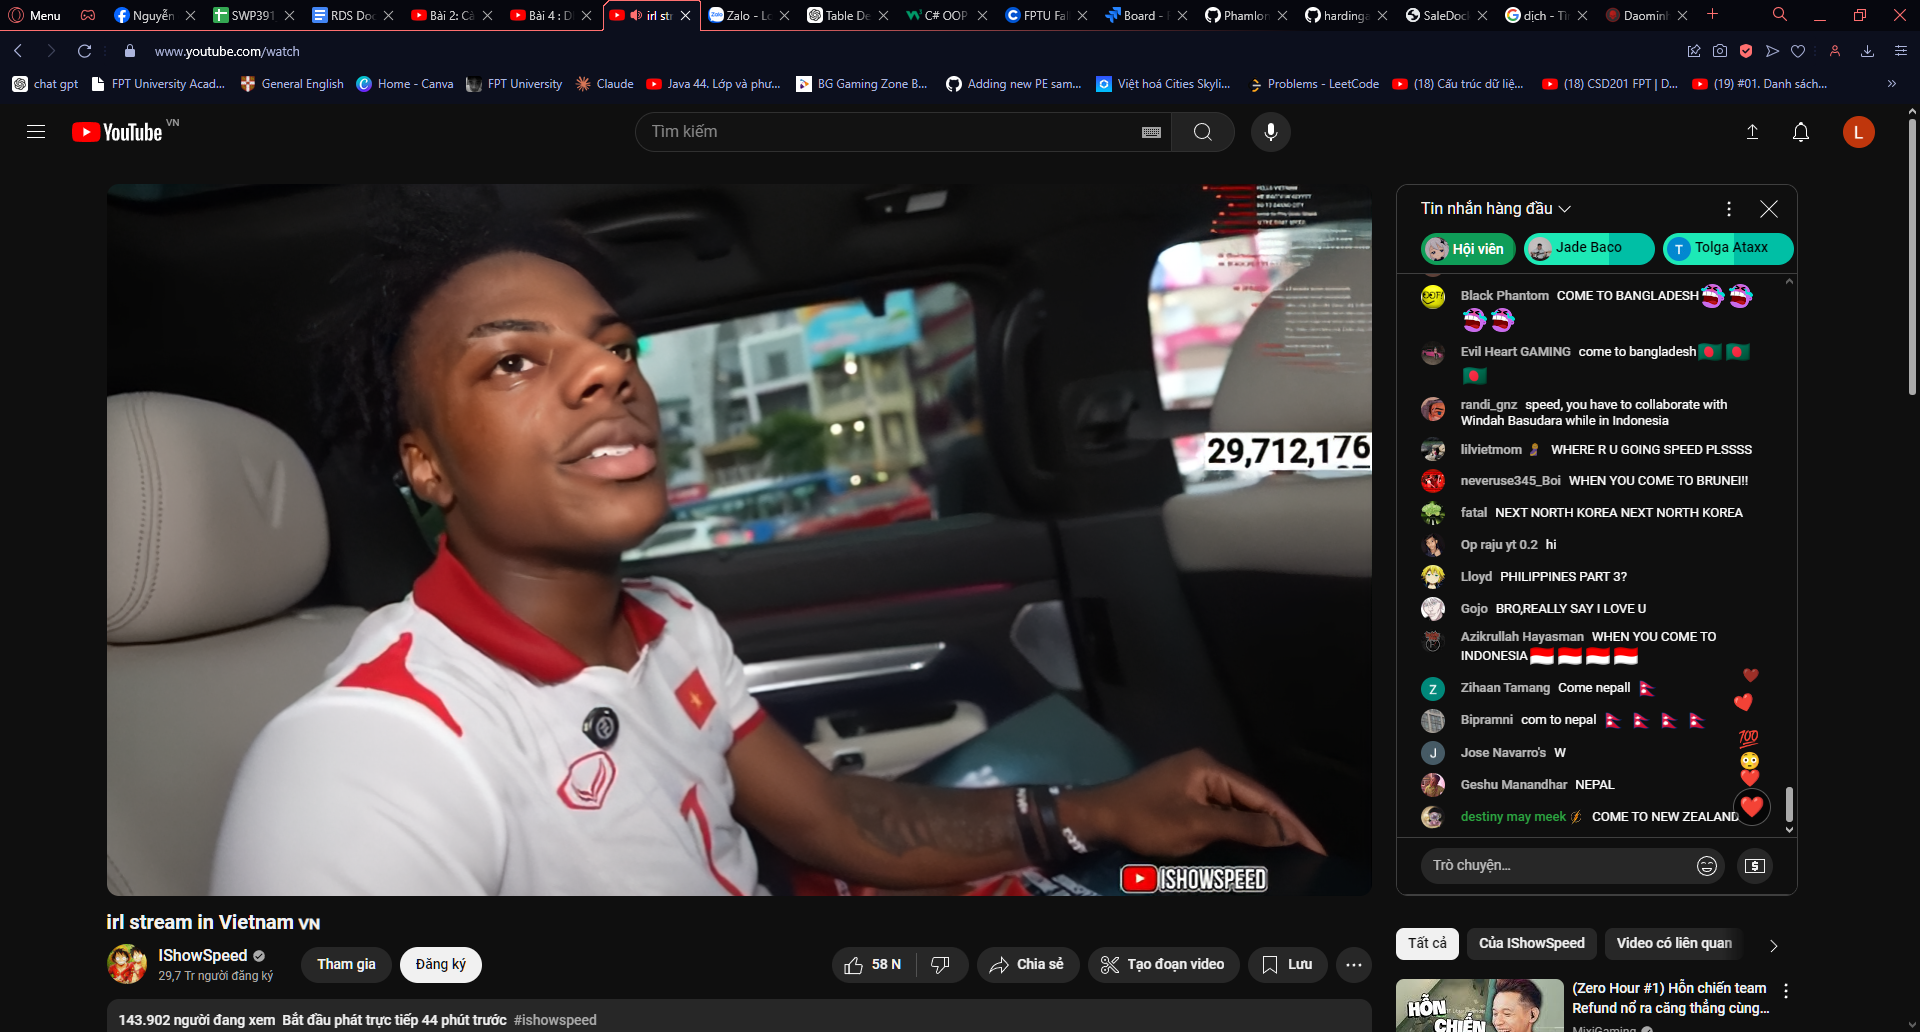 Menu
Nguyễn
SWP391
RDS Doc
Bài 2: Cà
Bài 4 : D
irl str
Zalo - Lo
Table De
C# OOP
FPTU Fal
Board - F
Phamlon
harding
SaleDoc
dịch - Tì
Daomin
www.youtube.com/watch
chat gpt
FPT University Acad...
General English
Home - Canva
FPT University
Claude
Java 44. Lớp và phư...
BG Gaming Zone B...
Adding new PE sam...
Việt hoá Cities Skyli...
Problems - LeetCode
(18) Cấu trúc dữ liệ...
(18) CSD201 FPT | D...
(19) #01. Danh sách...
YouTube VN
Tìm kiếm
L
29,712,176
ISHOWSPEED
Tin nhắn hàng đầu
Hội viên
Jade Baco
T Tolga Ataxx
Black Phantom COME TO BANGLADESH
Evil Heart GAMING come to bangladesh
randi_gnz speed, you have to collaborate with
Windah Basudara while in Indonesia
lilvietmom WHERE R U GOING SPEED PLSSSS
neveruse345_Boi WHEN YOU COME TO BRUNEI!!
fatal NEXT NORTH KOREA NEXT NORTH KOREA
Op raju yt 0.2 hi
Lloyd PHILIPPINES PART 3?
Gojo BRO,REALLY SAY I LOVE U
Azikrullah Hayasman WHEN YOU COME TO
INDONESIA
Z Zihaan Tamang Come nepall
Bipramni com to nepal
J Jose Navarro's W
Geshu Manandhar NEPAL
destiny may meek COME TO NEW ZEALAND
Trò chuyện...
irl stream in Vietnam VN
IShowSpeed
29,7 Tr người đăng ký
Tham gia
Đăng ký
58 N
Chia sẻ
Tạo đoạn video
Lưu
143.902 người đang xem Bắt đầu phát trực tiếp 44 phút trước #ishowspeed
Tất cả
Của IShowSpeed
Video có liên quan
HỖN
CHIẾN
(Zero Hour #1) Hỗn chiến team
Refund nổ ra căng thẳng cùng...
MixiGaming